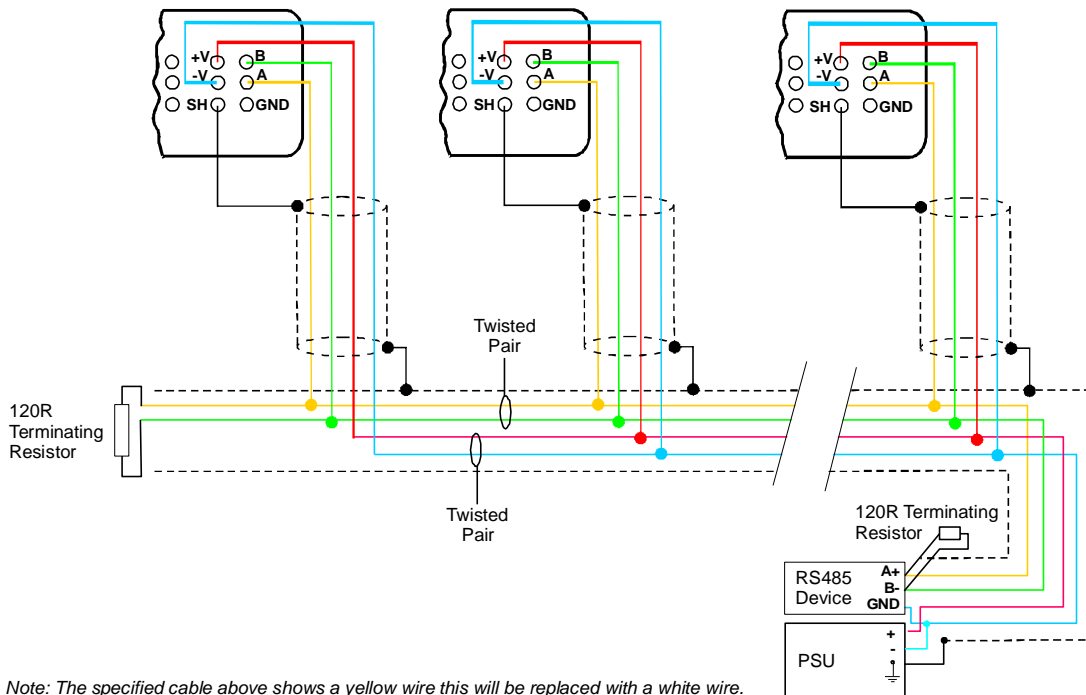 +V B
-V A
SH GND
+V B
-V A
SH GND
+V B
-V A
SH GND
Twisted
Pair
120R
Terminating
Resistor
Twisted
Pair
120R Terminating
Resistor
RS485
Device
A+
B-
GND
PSU
+
-
Note: The specified cable above shows a yellow wire this will be replaced with a white wire.